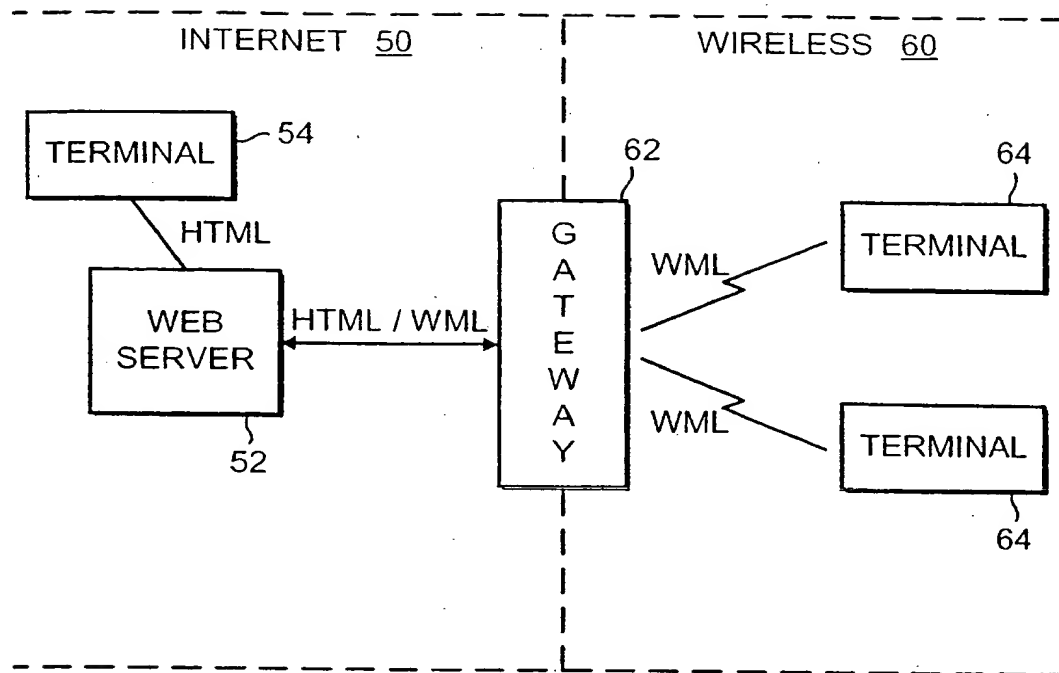 INTERNET 50
WIRELESS 60
TERMINAL
54
HTML
WEB
SERVER
52
HTML / WML
62
GATEWAY
WML
WML
64
TERMINAL
TERMINAL
64